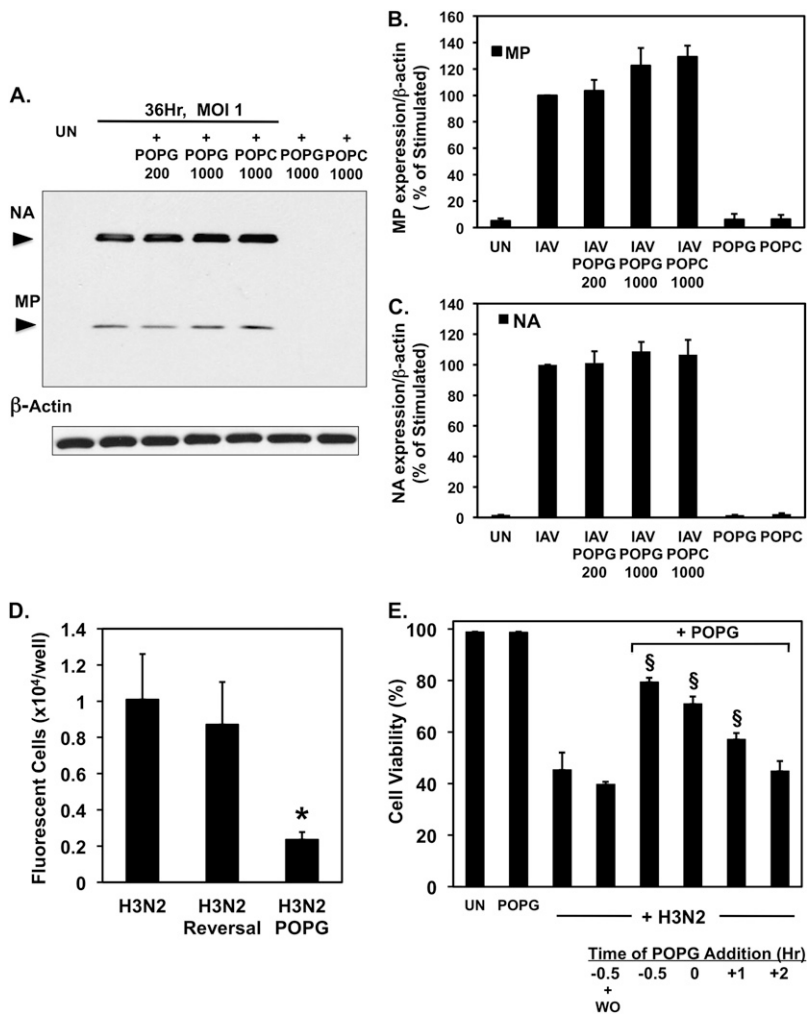 A.
36Hr, MOI 1
UN + + + + +
POPG POPG POPC POPG POPC
200 1000 1000 1000 1000
NA
MP
β-Actin
B.
MP
MP experession/β-actin
( % of Stimulated)
160
140
120
100
80
60
40
20
0
UN IAV IAV IAV IAV POPG POPC
POPG POPG POPC
200 1000 1000
C.
NA
NA expression/β-actin
(% of Stimulated)
140
120
100
80
60
40
20
0
UN IAV IAV IAV IAV POPG POPC
POPG POPG POPC
200 1000 1000
D.
Fluorescent Cells (x10⁴/well)
1.4
1.2
1
0.8
0.6
0.4
0.2
0
*
H3N2 H3N2 H3N2
Reversal POPG
E.
Cell Viability (%)
100
80
60
40
20
0
+ POPG
§ § §
UN POPG
+ H3N2
Time of POPG Addition (Hr)
-0.5 -0.5 0 +1 +2
+
WO